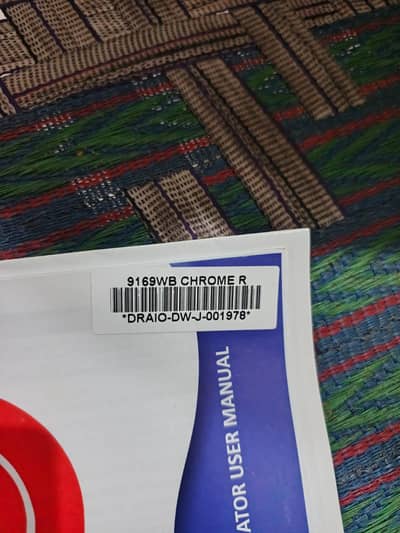 9169WB CHROME R
*DRAIO-DW-J-001978*
ATOR USER MANUAL